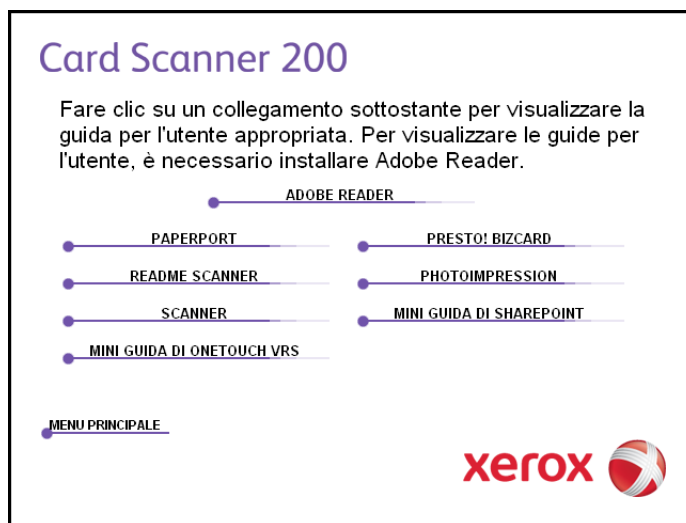 Card Scanner 200
Fare clic su un collegamento sottostante per visualizzare la
guida per l'utente appropriata. Per visualizzare le guide per
l'utente, è necessario installare Adobe Reader.
ADOBE READER
PAPERPORT
PRESTO! BIZCARD
README SCANNER
PHOTOIMPRESSION
SCANNER
MINI GUIDA DI SHAREPOINT
MINI GUIDA DI ONETOUCH VRS
MENU PRINCIPALE
xerox